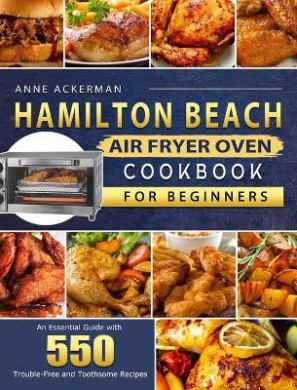 ANNE ACKERMAN
HAMILTON BEACH
AIR FRYER OVEN
COOKBOOK
FOR BEGINNERS
An Essential Guide with
550
Trouble-Free and Toothsome Recipes